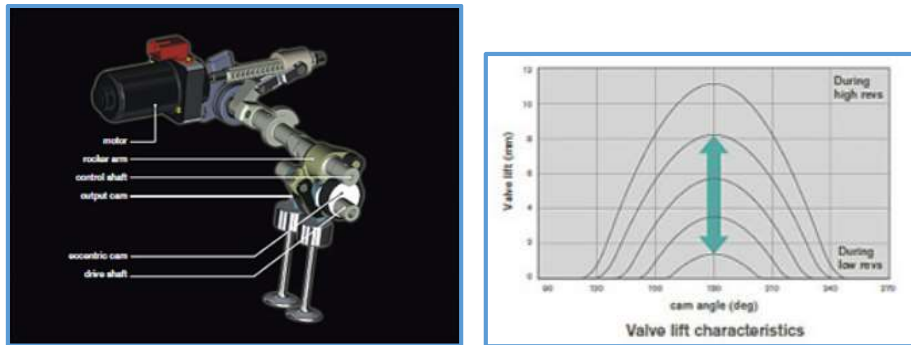 motor
rocker arm
control shaft
output cam
eccentric cam
drive shaft
12
10
8
6
4
2
0
Valve lift (mm)
During
high revs
During
low revs
90 120 150 180 210 240 270
cam angle (deg)
Valve lift characteristics